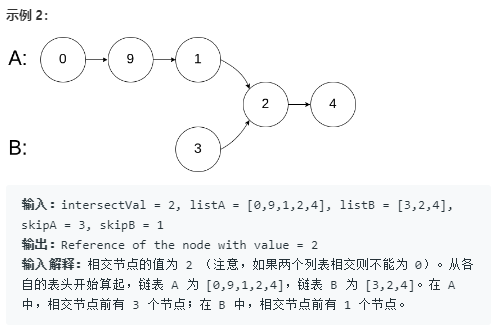 示例 2:
A: 0 9 1
2 4
B: 3
输入：intersectVal = 2, listA = [0,9,1,2,4], listB = [3,2,4],
skipA = 3, skipB = 1
输出：Reference of the node with value = 2
输入解释：相交节点的值为 2 （注意，如果两个列表相交则不能为 0）。从各
自的表头开始算起，链表 A 为 [0,9,1,2,4]，链表 B 为 [3,2,4]。在 A
中，相交节点前有 3 个节点；在 B 中，相交节点前有 1 个节点。